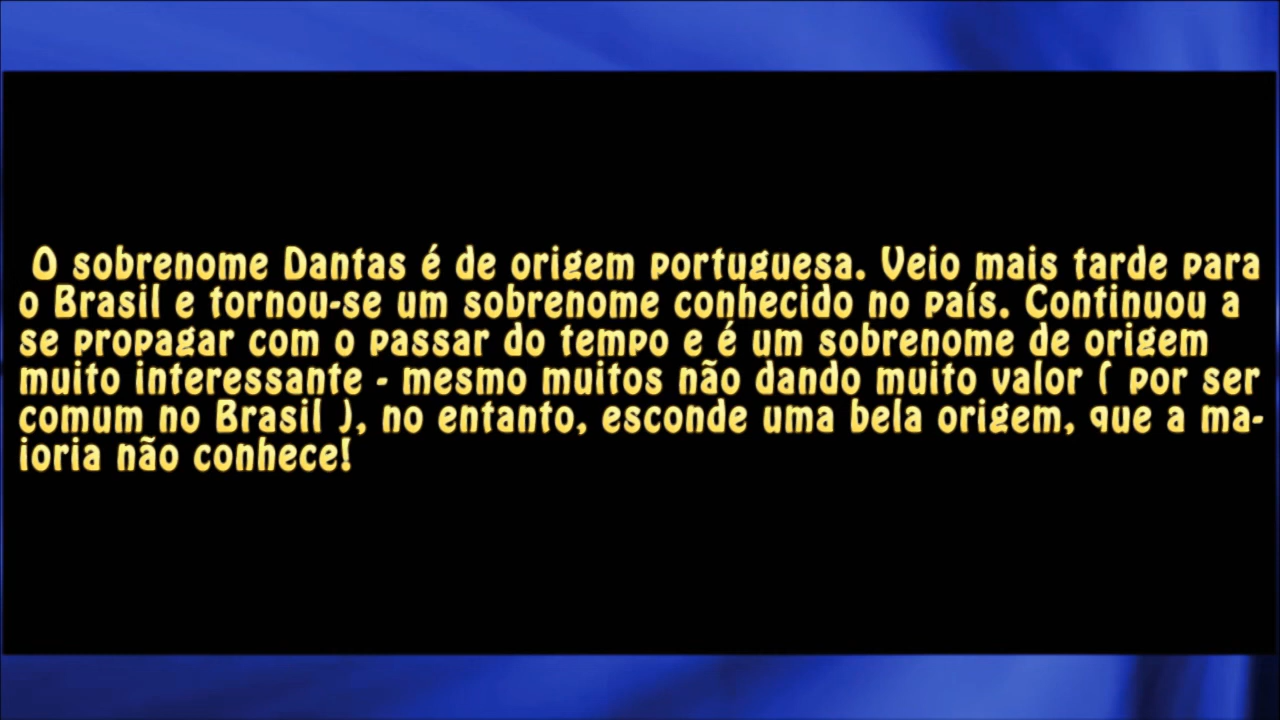 O sobrenome Dantas é de origem portuguesa. Veio mais tarde para
o Brasil e tornou-se um sobrenome conhecido no país. Continuou a
se propagar com o passar do tempo e é um sobrenome de origem
muito interessante - mesmo muitos não dando muito valor ( por ser
comum no Brasil ), no entanto, esconde uma bela origem, que a ma-
ioria não conhece!